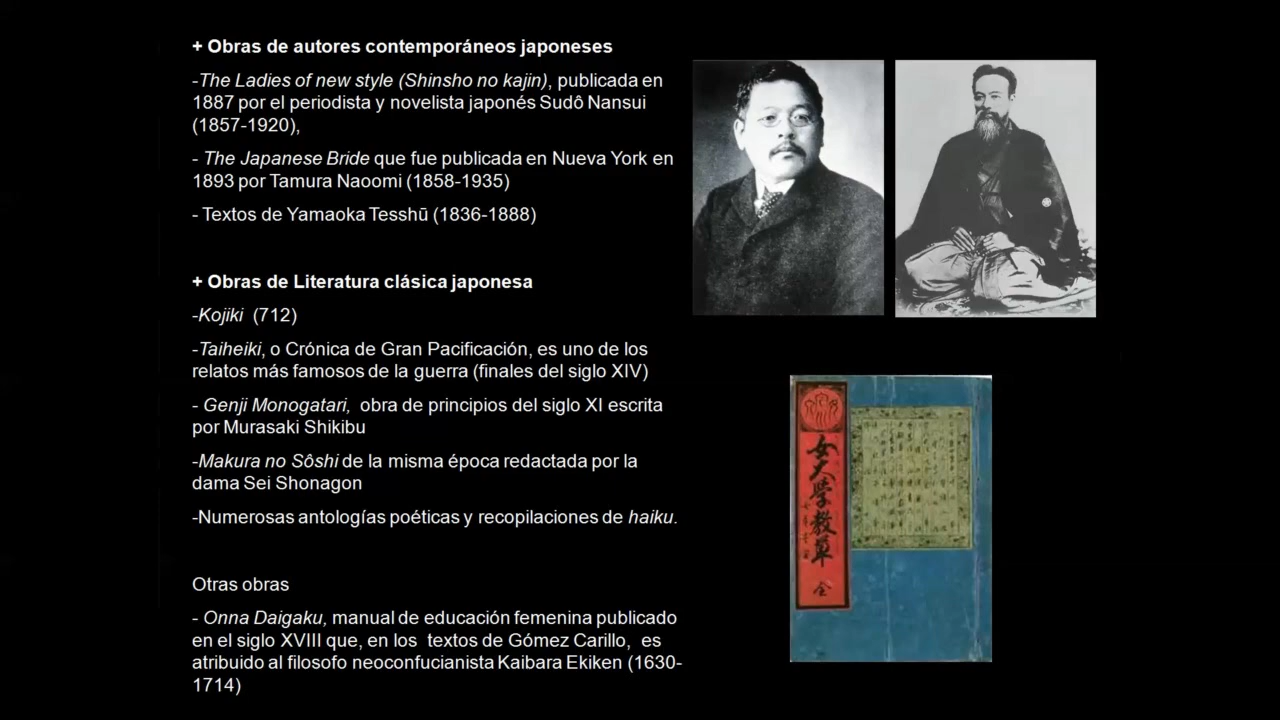 + Obras de autores contemporáneos japoneses
-The Ladies of new style (Shinsho no kajin), publicada en
1887 por el periodista y novelista japonés Sudô Nansui
(1857-1920),
- The Japanese Bride que fue publicada en Nueva York en
1893 por Tamura Naoomi (1858-1935)
- Textos de Yamaoka Tesshū (1836-1888)
+ Obras de Literatura clásica japonesa
-Kojiki (712)
-Taiheiki, o Crónica de Gran Pacificación, es uno de los
relatos más famosos de la guerra (finales del siglo XIV)
- Genji Monogatari, obra de principios del siglo XI escrita
por Murasaki Shikibu
-Makura no Sôshi de la misma época redactada por la
dama Sei Shonagon
-Numerosas antologías poéticas y recopilaciones de haiku.
Otras obras
- Onna Daigaku, manual de educación femenina publicado
en el siglo XVIII que, en los textos de Gómez Carillo, es
atribuido al filosofo neoconfucianista Kaibara Ekiken (1630-
1714)
女大学教草 全